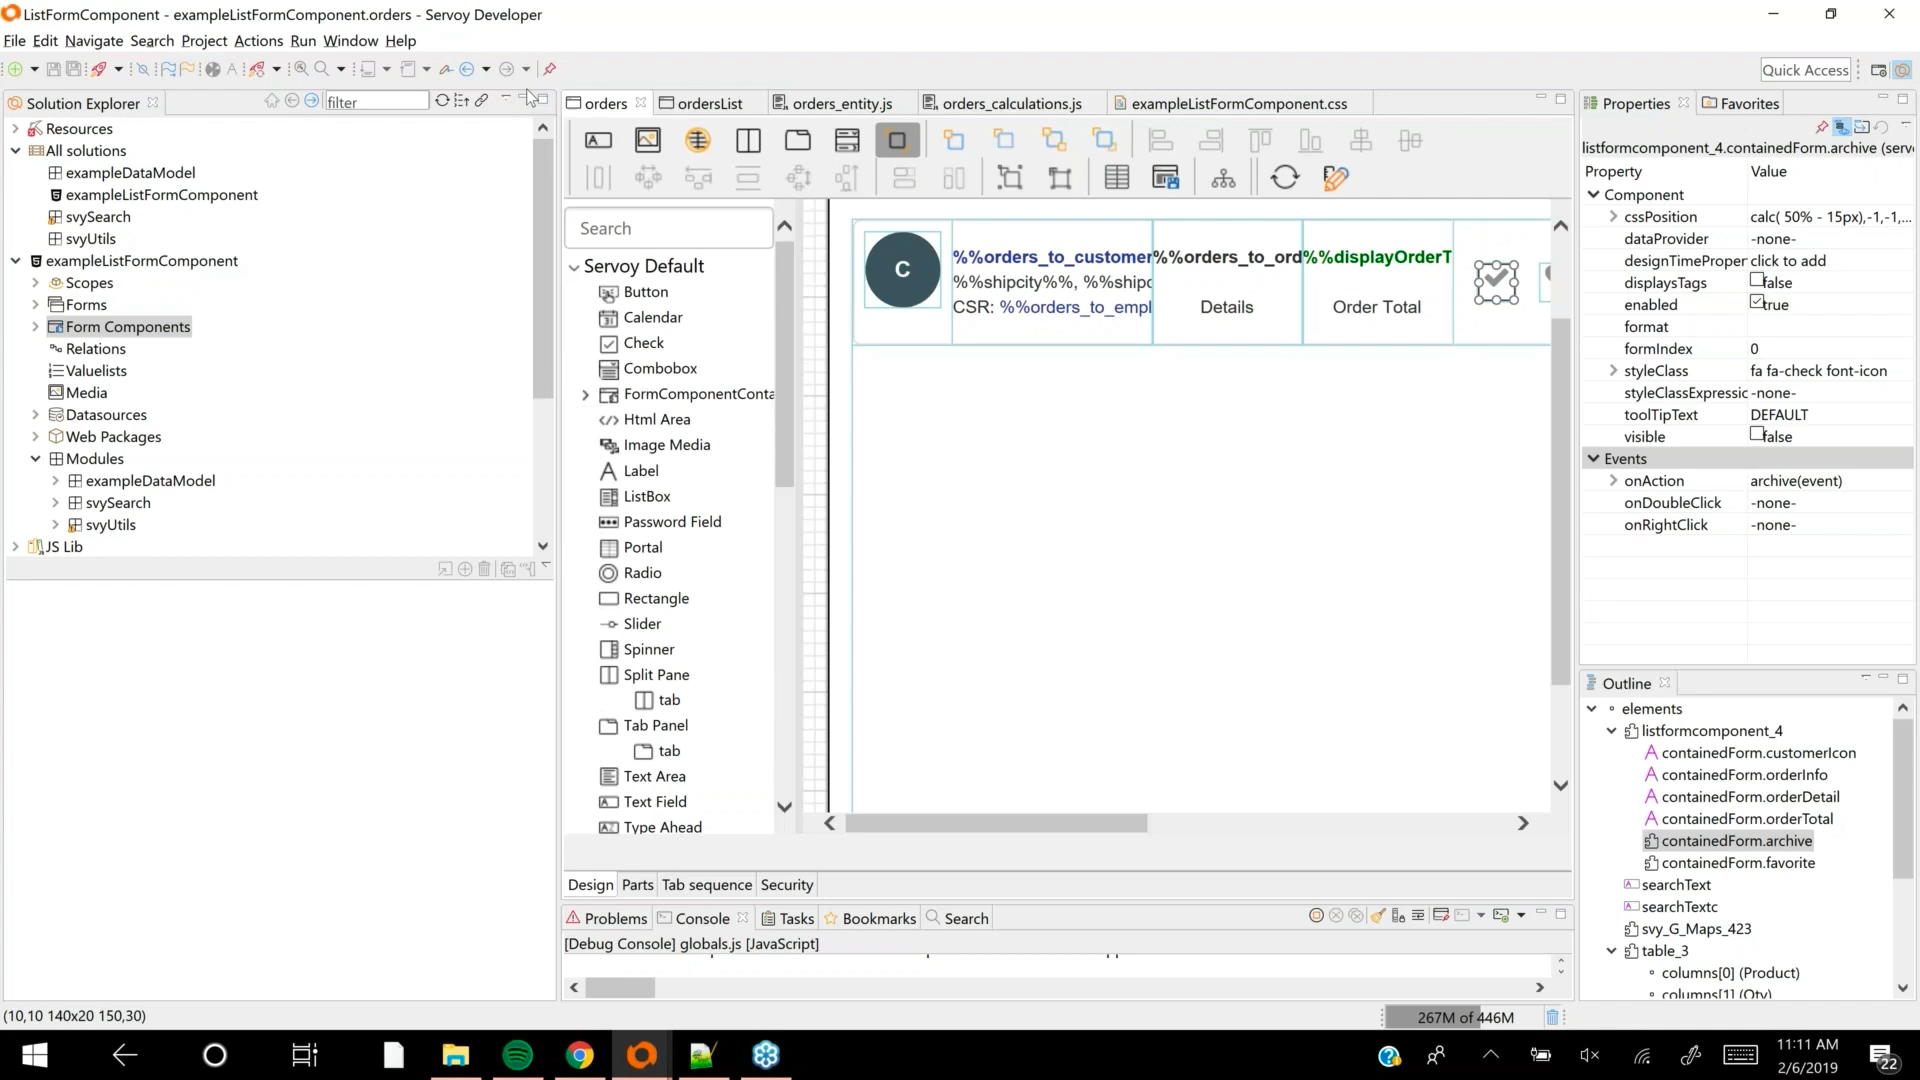 ListFormComponent - exampleListFormComponent.orders - Servoy Developer
File Edit Navigate Search Project Actions Run Window Help
Quick Access
Solution Explorer
filter
Resources
All solutions
exampleDataModel
exampleListFormComponent
svySearch
svyUtils
exampleListFormComponent
Scopes
Forms
Form Components
Relations
Valuelists
Media
Datasources
Web Packages
Modules
exampleDataModel
svySearch
svyUtils
JS Lib
orders
ordersList
orders_entity.js
orders_calculations.js
exampleListFormComponent.css
Search
Servoy Default
Button
Calendar
Check
Combobox
FormComponentConta
Html Area
Image Media
Label
ListBox
Password Field
Portal
Radio
Rectangle
Slider
Spinner
Split Pane
tab
Tab Panel
tab
Text Area
Text Field
Type Ahead
C
%%orders_to_customer
%%shipcity%%, %%shipc
CSR: %%orders_to_empl
%%orders_to_ord
Details
%%displayOrderT
Order Total
Design Parts Tab sequence Security
Problems Console Tasks Bookmarks Search
[Debug Console] globals.js [JavaScript]
Properties
Favorites
listformcomponent_4.containedForm.archive (serv
Property Value
Component
cssPosition calc( 50% - 15px),-1,-1,...
dataProvider -none-
designTimeProper click to add
displaysTags false
enabled true
format
formIndex 0
styleClass fa fa-check font-icon
styleClassExpressic -none-
toolTipText DEFAULT
visible false
Events
onAction archive(event)
onDoubleClick -none-
onRightClick -none-
Outline
elements
listformcomponent_4
containedForm.customerIcon
containedForm.orderInfo
containedForm.orderDetail
containedForm.orderTotal
containedForm.archive
containedForm.favorite
searchText
searchTextc
svy_G_Maps_423
table_3
columns[0] (Product)
columns[1] (Qty)
(10,10 140x20 150,30)
267M of 446M
11:11 AM
2/6/2019
22